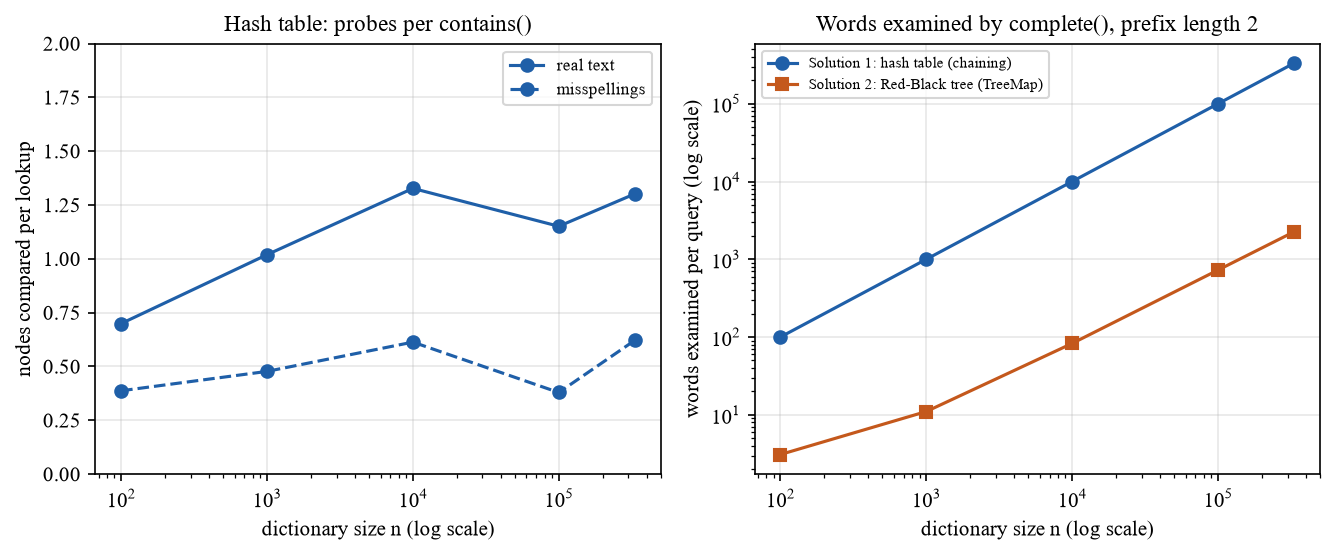 Hash table: probes per contains()
nodes compared per lookup
2.00
1.75
1.50
1.25
1.00
0.75
0.50
0.25
0.00
real text
misspellings
10² 10³ 10⁴ 10⁵
dictionary size n (log scale)
Words examined by complete(), prefix length 2
words examined per query (log scale)
Solution 1: hash table (chaining)
Solution 2: Red-Black tree (TreeMap)
10⁵
10⁴
10³
10²
10¹
10² 10³ 10⁴ 10⁵
dictionary size n (log scale)